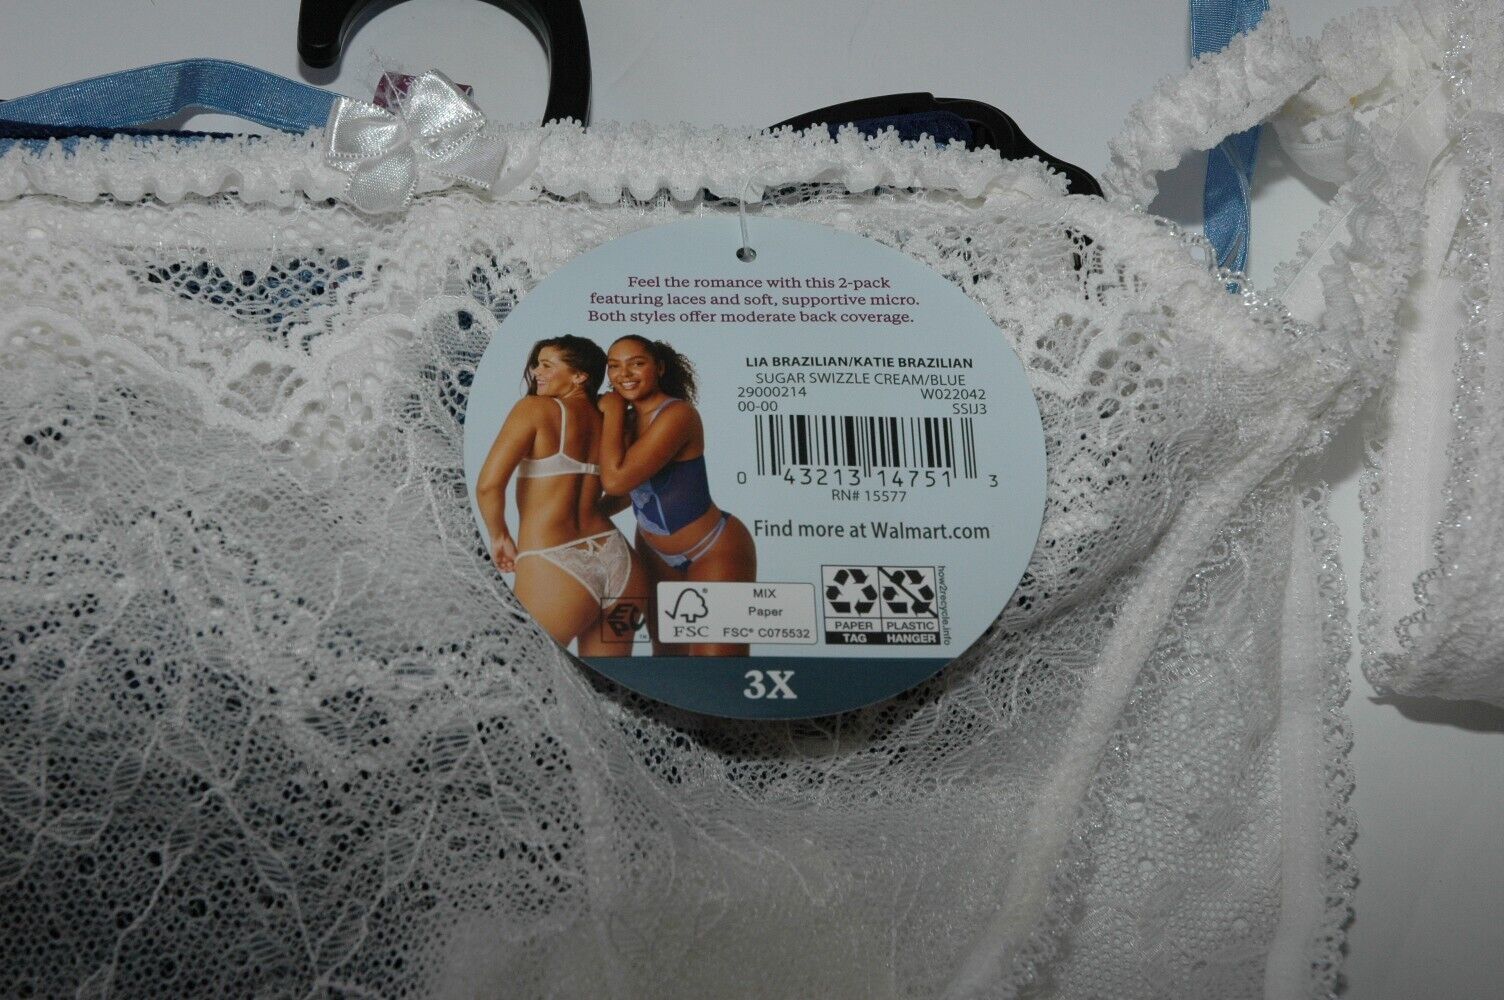 Feel the romance with this 2-pack
featuring laces and soft, supportive micro.
Both styles offer moderate back coverage.
LIA BRAZILIAN/KATIE BRAZILIAN
SUGAR SWIZZLE CREAM/BLUE
29000214 W022042
00-00 SSIJ3
0 43213 14751 3
RN# 15577
Find more at Walmart.com
EcPU™
FSC
MIX
Paper
FSC® C075532
PAPER PLASTIC
TAG HANGER
how2recycle.info
3X